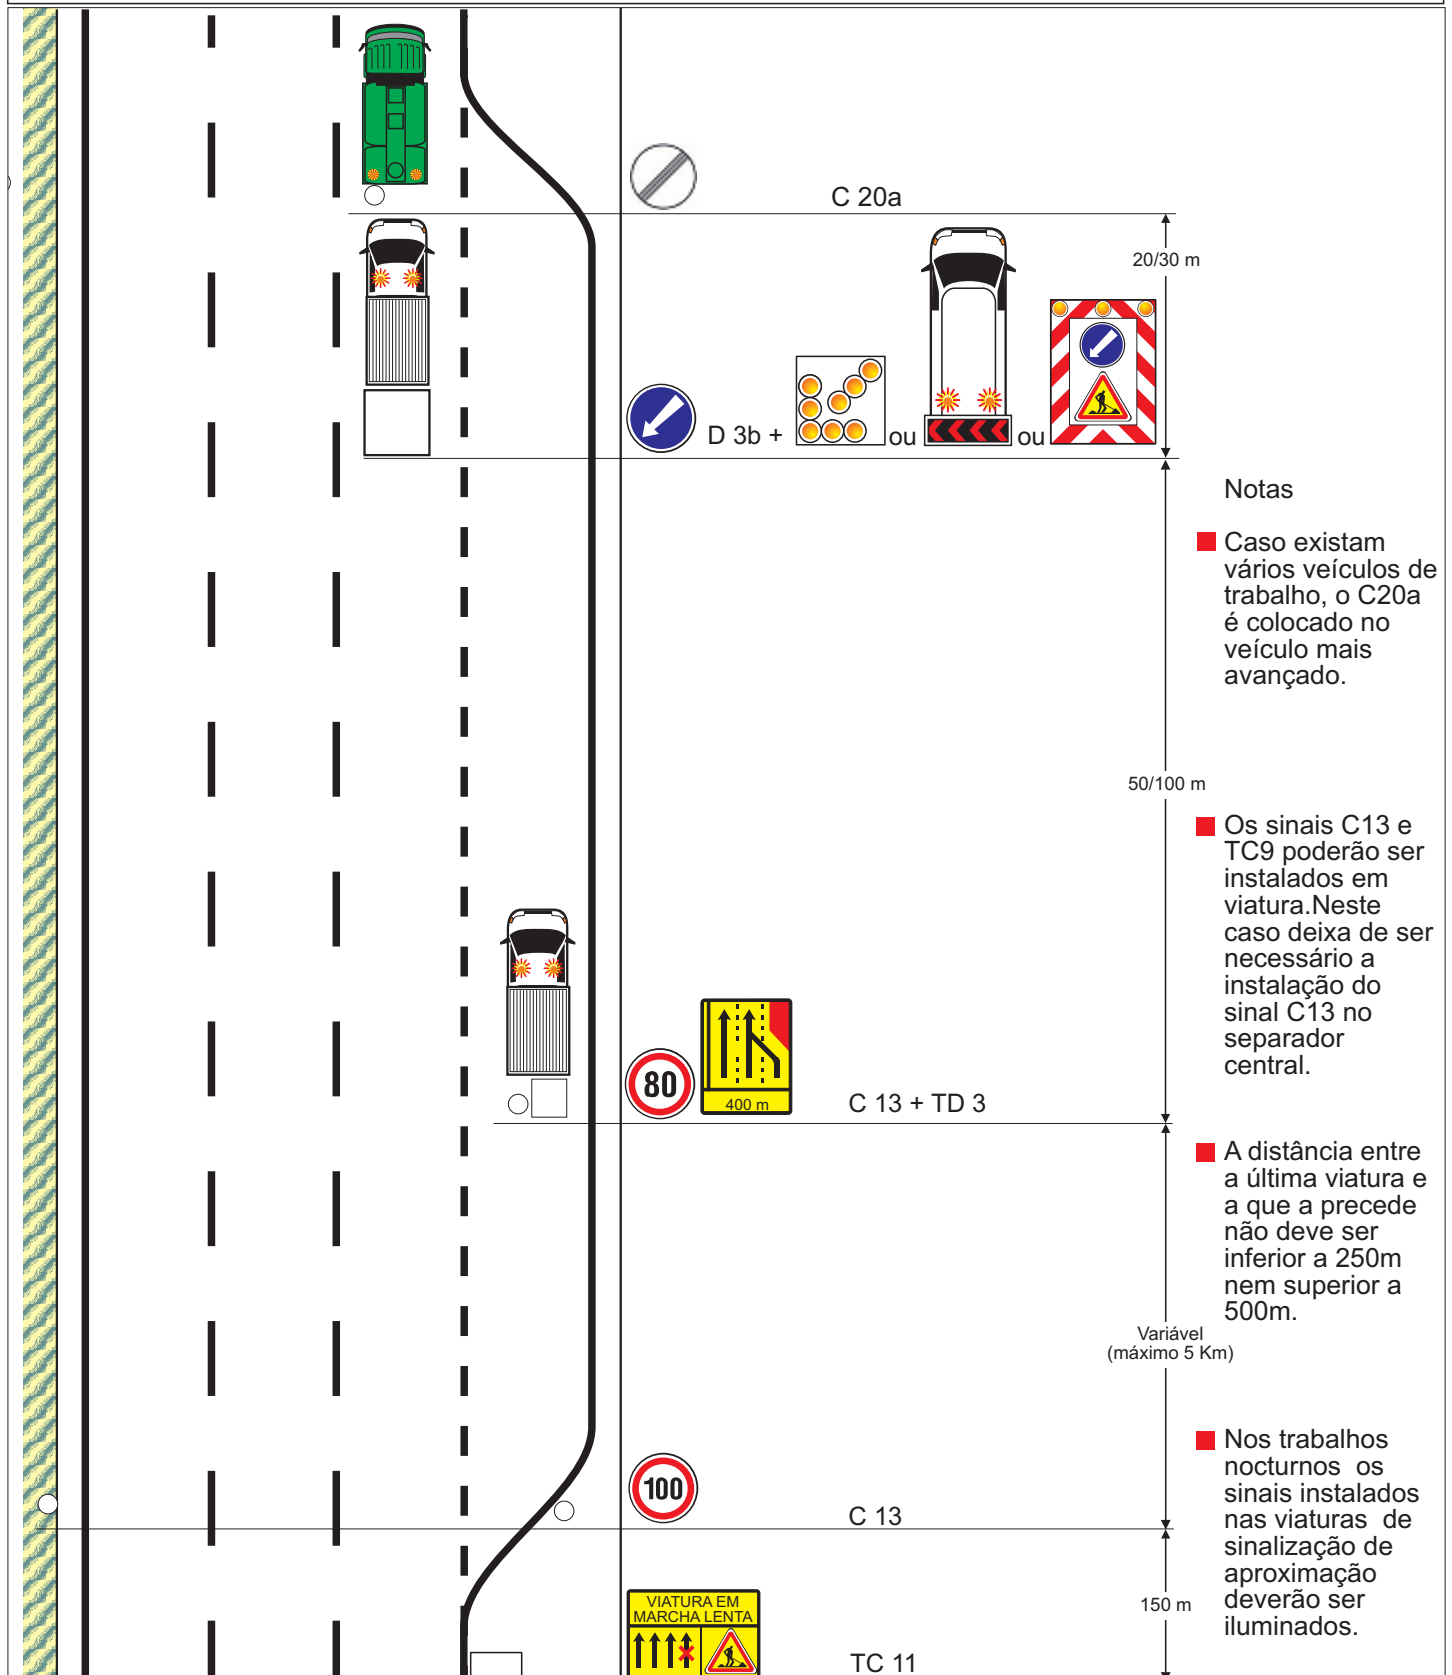 C 20a
20/30 m
D 3b +
ou
ou
Notas
Caso existam
vários veículos de
trabalho, o C20a
é colocado no
veículo mais
avançado.
50/100 m
Os sinais C13 e
TC9 poderão ser
instalados em
viatura.Neste
caso deixa de ser
necessário a
instalação do
sinal C13 no
separador
central.
80
400 m
C 13 + TD 3
A distância entre
a última viatura e
a que a precede
não deve ser
inferior a 250m
nem superior a
500m.
Variável
(máximo 5 Km)
100
C 13
Nos trabalhos
nocturnos os
sinais instalados
nas viaturas de
sinalização de
aproximação
deverão ser
iluminados.
150 m
VIATURA EM
MARCHA LENTA
TC 11